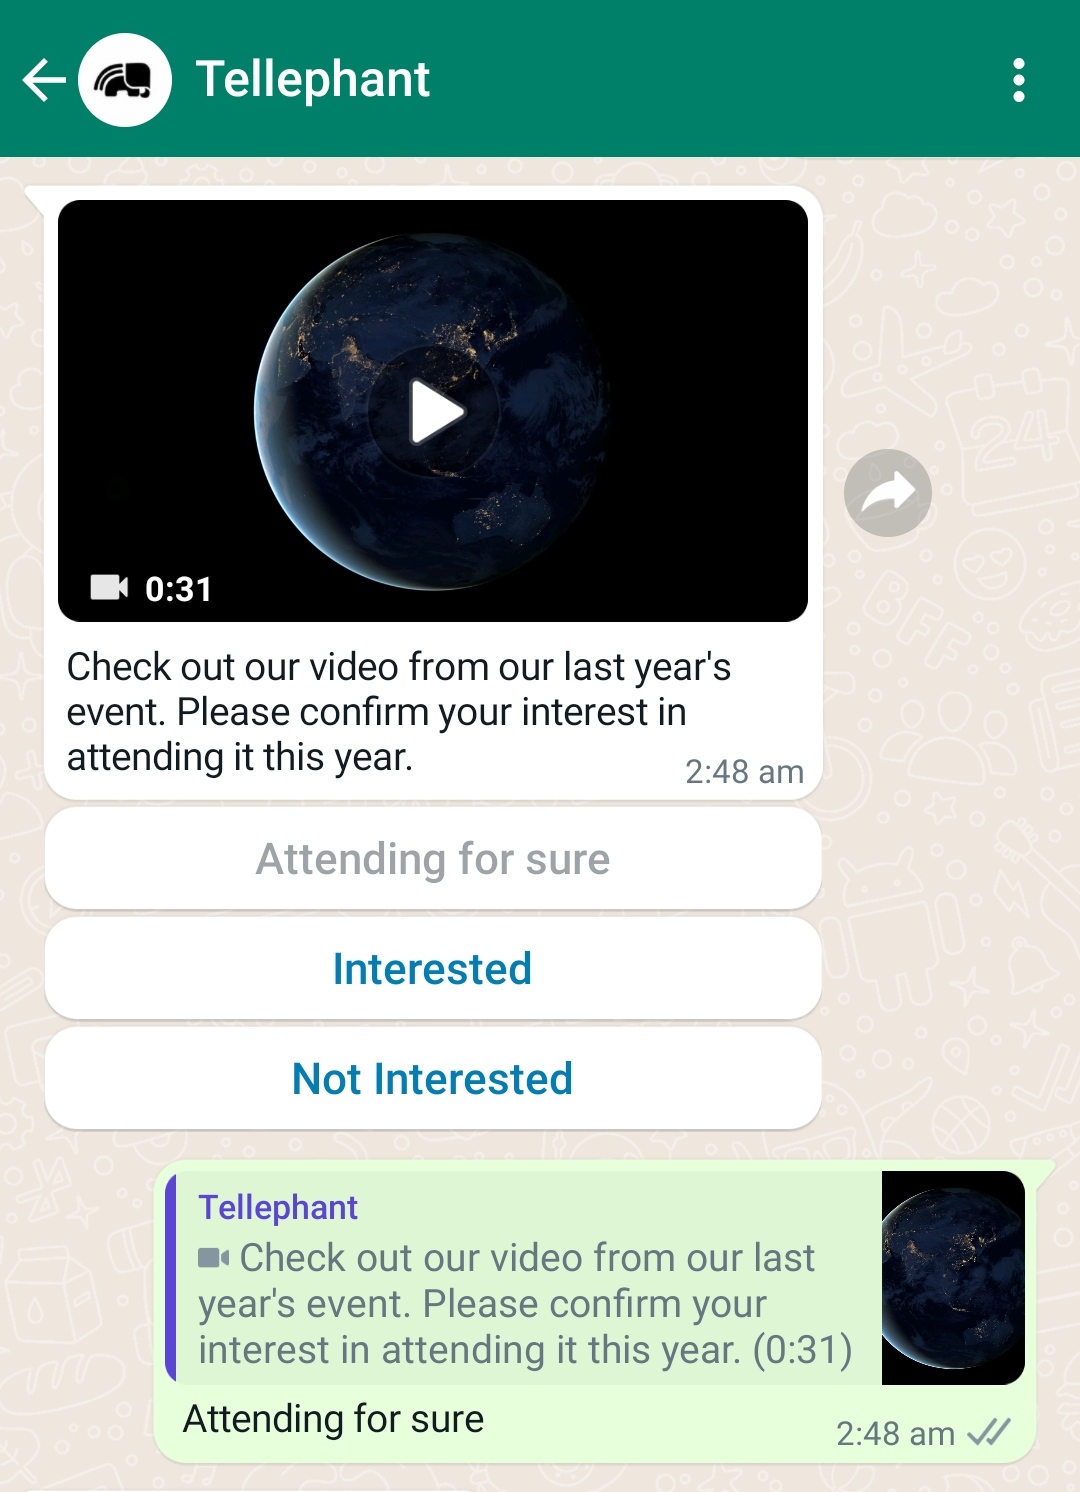 Tellephant
0:31
Check out our video from our last year's
event. Please confirm your interest in
attending it this year.
2:48 am
Attending for sure
Interested
Not Interested
Tellephant
Check out our video from our last
year's event. Please confirm your
interest in attending it this year. (0:31)
Attending for sure
2:48 am
24
BFF